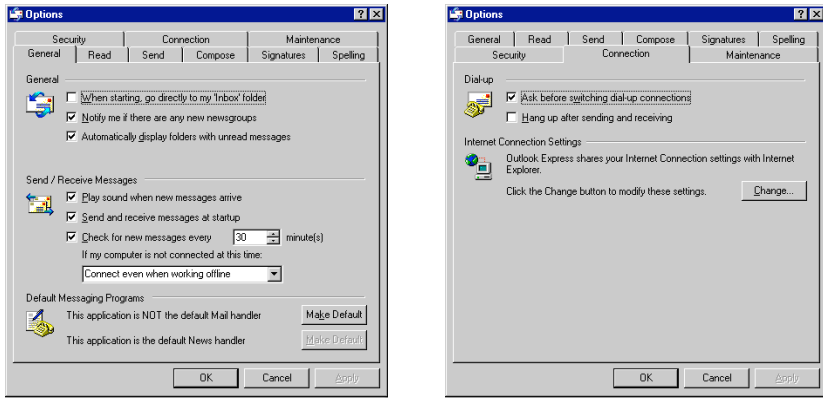 Options
Security Connection Maintenance
General Read Send Compose Signatures Spelling
General
When starting, go directly to my 'Inbox' folder
Notify me if there are any new newsgroups
Automatically display folders with unread messages
Send / Receive Messages
Play sound when new messages arrive
Send and receive messages at startup
Check for new messages every 30 minute(s)
If my computer is not connected at this time:
Connect even when working offline
Default Messaging Programs
This application is NOT the default Mail handler Make Default
This application is the default News handler Make Default
OK Cancel Apply
Options
General Read Send Compose Signatures Spelling
Security Connection Maintenance
Dial-up
Ask before switching dial-up connections
Hang up after sending and receiving
Internet Connection Settings
Outlook Express shares your Internet Connection settings with Internet
Explorer.
Click the Change button to modify these settings. Change...
OK Cancel Apply